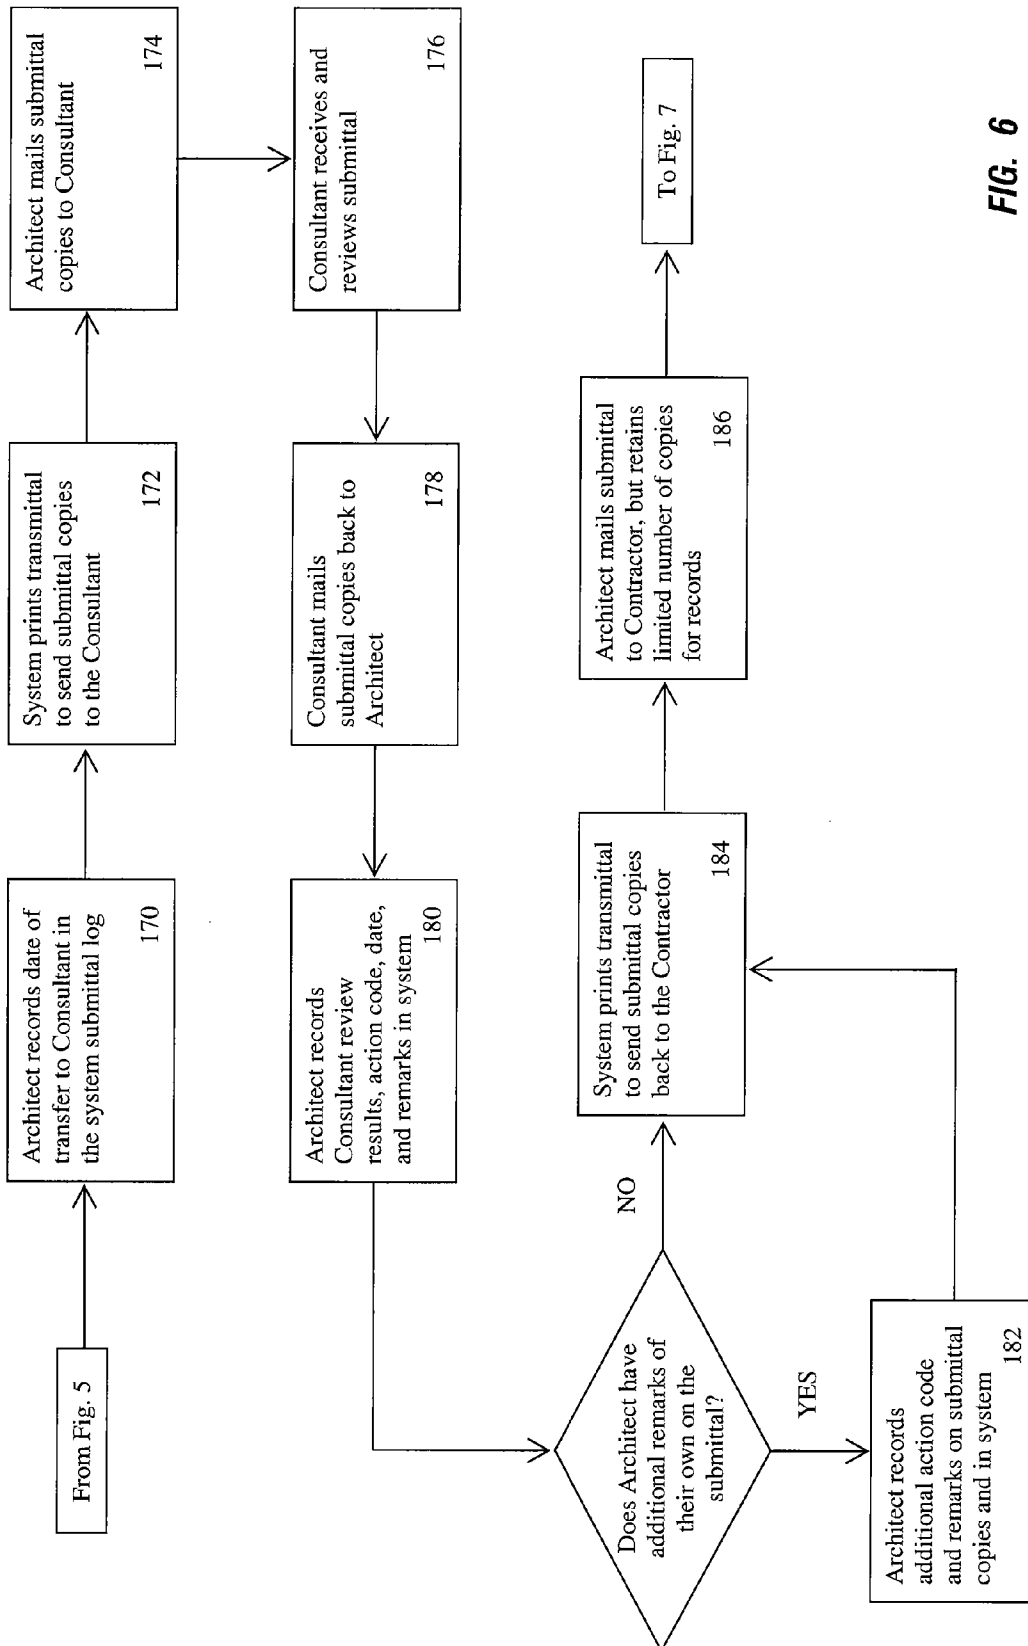 From Fig. 5
Architect records date of
transfer to Consultant in
the system submittal log
170
System prints transmittal
to send submittal copies
to the Consultant
172
Architect mails submittal
copies to Consultant
174
Consultant receives and
reviews submittal
176
Consultant mails
submittal copies back to
Architect
178
Architect records
Consultant review
results, action code, date,
and remarks in system
180
Does Architect have
additional remarks of
their own on the
submittal?
NO
YES
Architect records
additional action code
and remarks on submittal
copies and in system
182
System prints transmittal
to send submittal copies
back to the Contractor
184
Architect mails submittal
to Contractor, but retains
limited number of copies
for records
186
To Fig. 7
FIG. 6